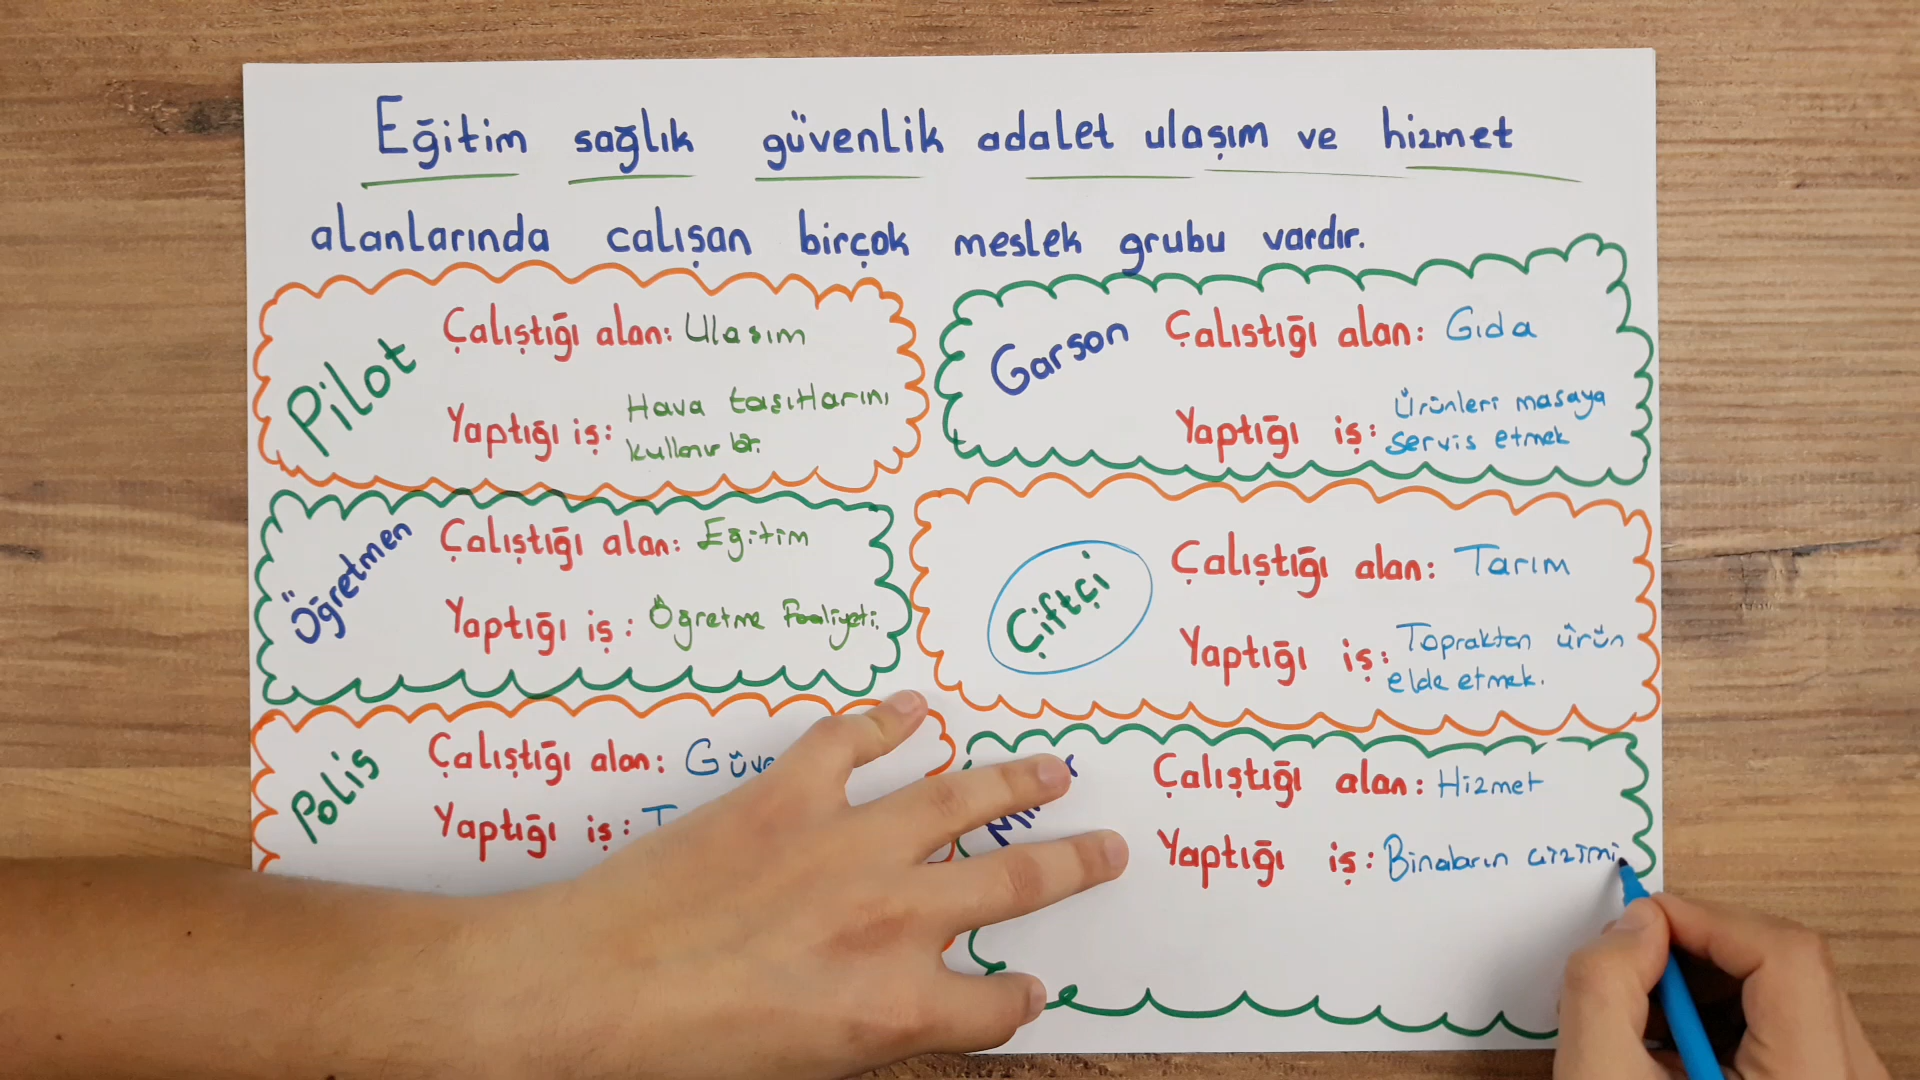 Eğitim sağlık güvenlik adalet ulaşım ve hizmet
alanlarında calışan birçok meslek grubu vardır.
Pilot
Çalıştığı alan: Ulaşım
Yaptığı iş: Hava taşıtlarını
kullanırlar.
Garson
Çalıştığı alan: Gıda
Yaptığı iş: Ürünleri masaya
servis etmek
Öğretmen
Çalıştığı alan: Eğitim
Yaptığı iş: Öğretme Faaliyeti.
Çiftçi
Çalıştığı alan: Tarım
Yaptığı iş: Topraktan ürün
elde etmek.
Polis
Çalıştığı alan:
Yaptığı iş:
Çalıştığı alan: Hizmet
Yaptığı iş: Binaların çizimi